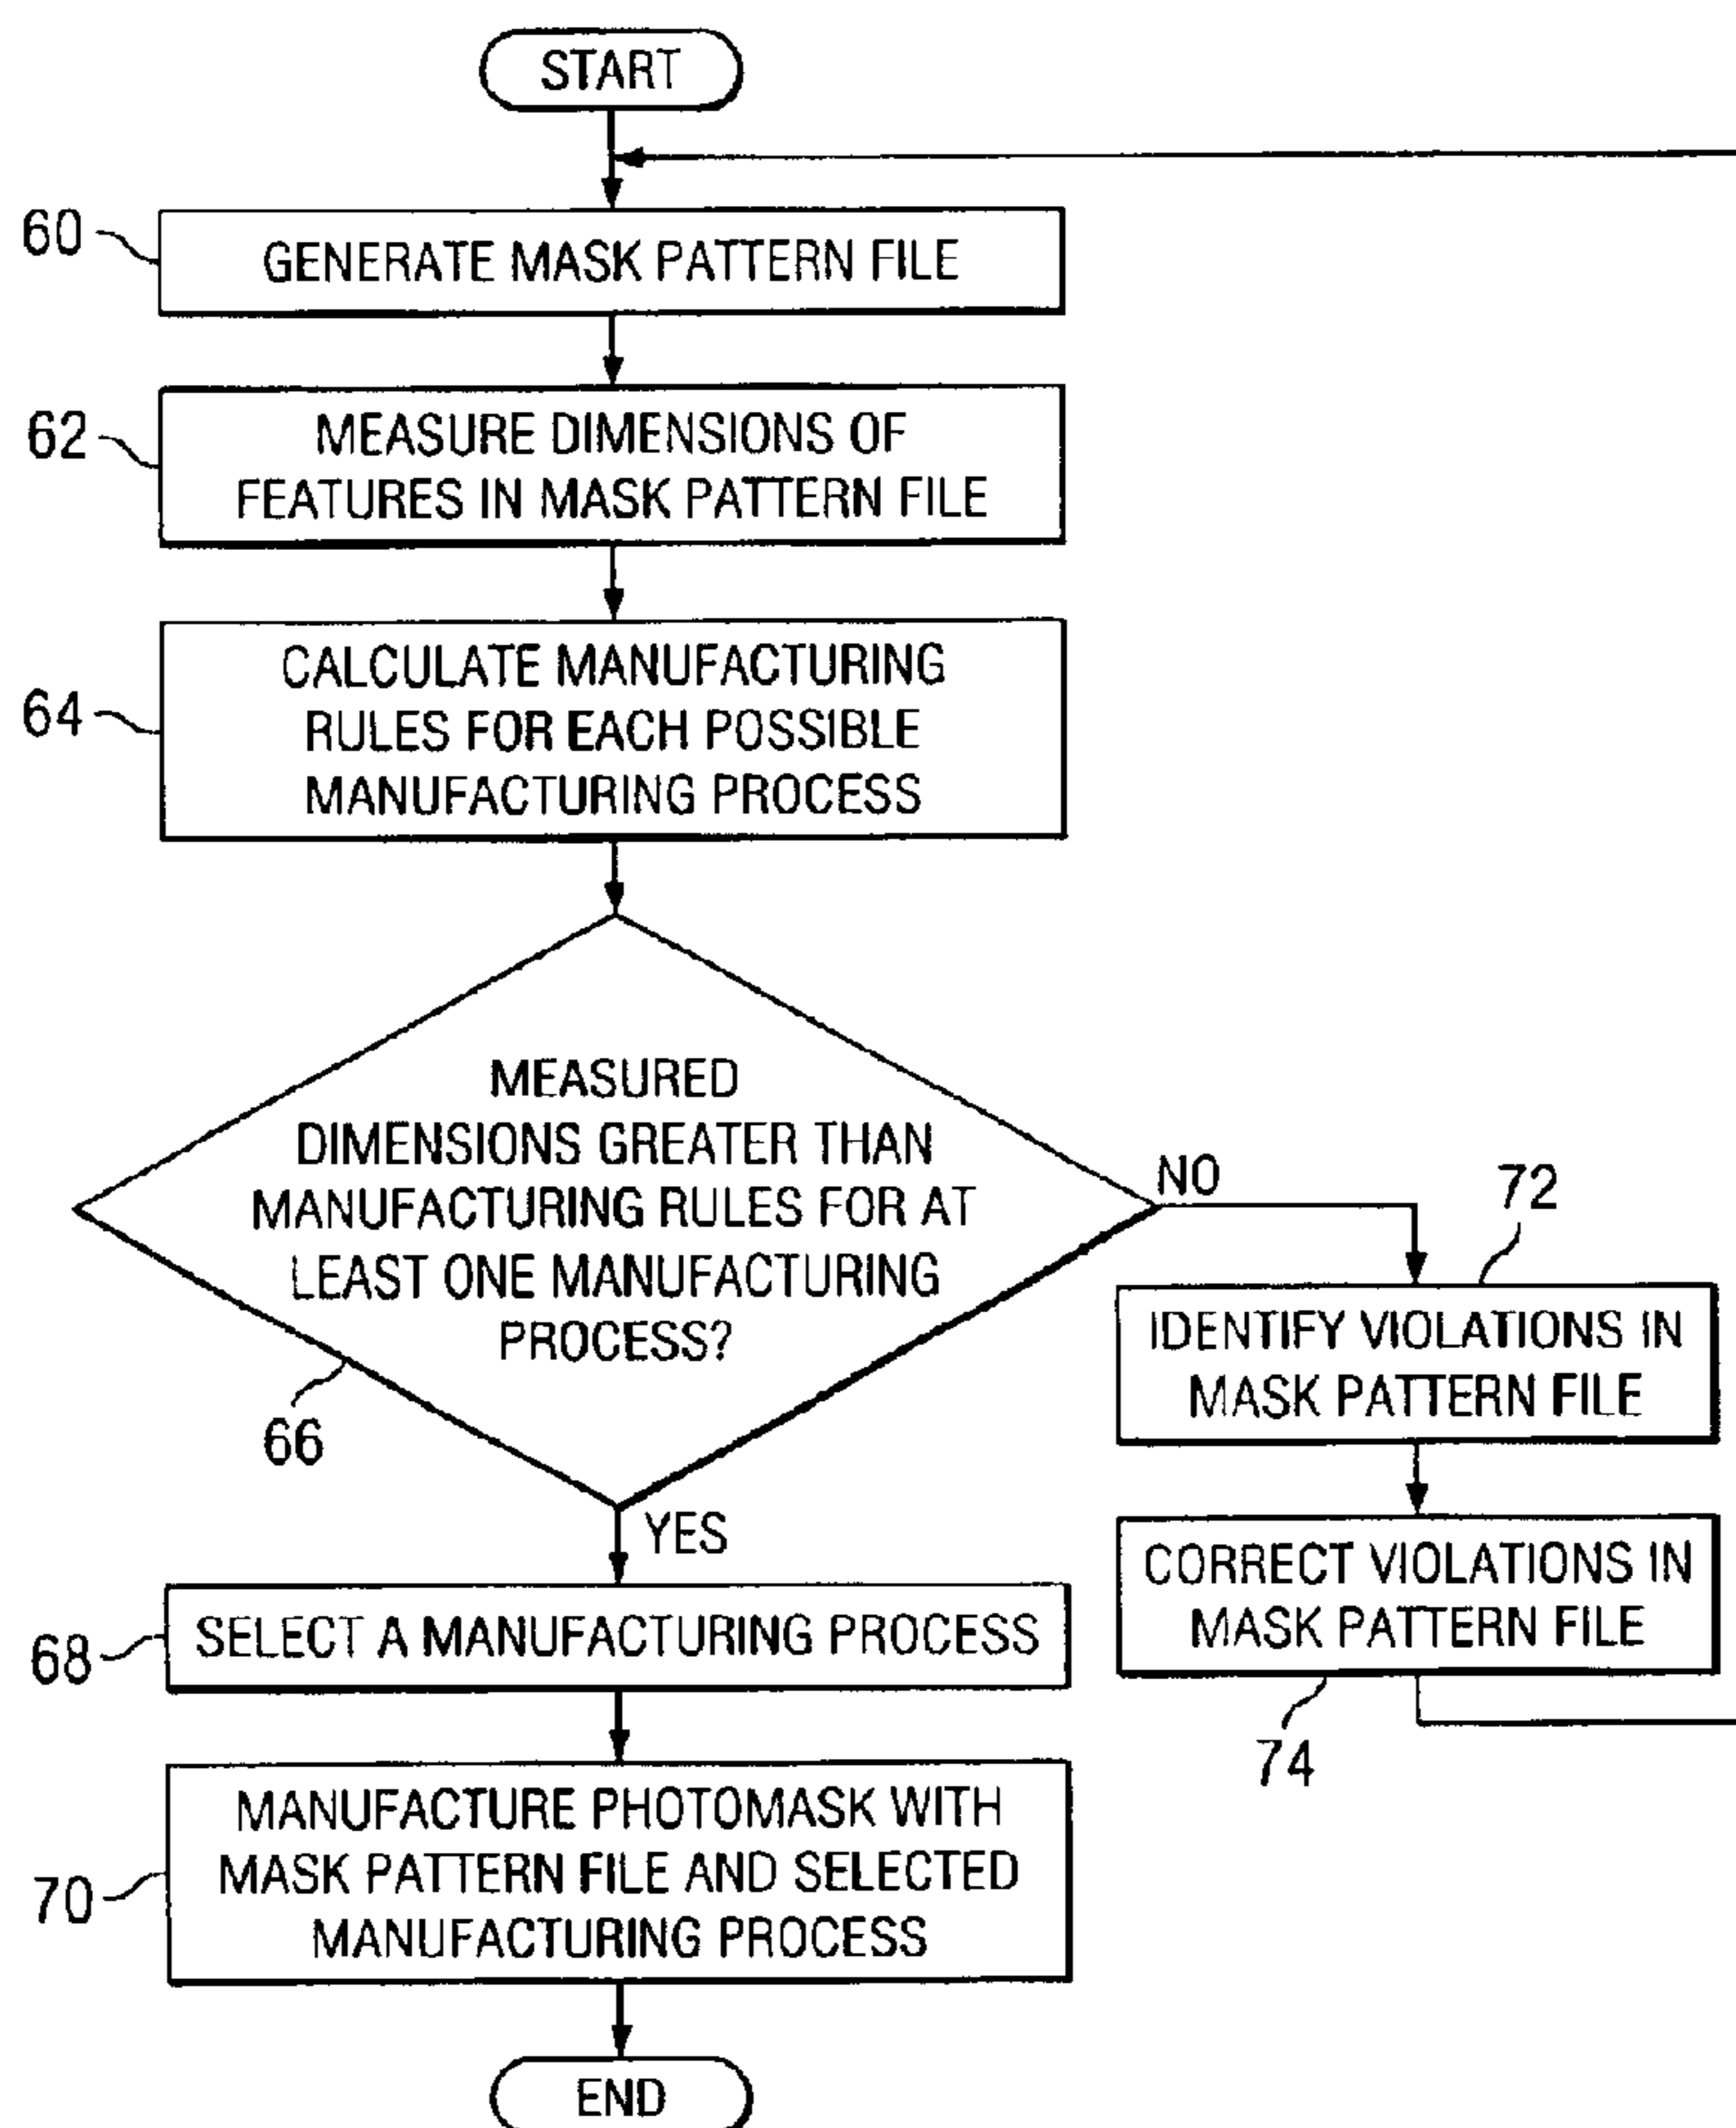 START
60
GENERATE MASK PATTERN FILE
62
MEASURE DIMENSIONS OF
FEATURES IN MASK PATTERN FILE
64
CALCULATE MANUFACTURING
RULES FOR EACH POSSIBLE
MANUFACTURING PROCESS
MEASURED
DIMENSIONS GREATER THAN
MANUFACTURING RULES FOR AT
LEAST ONE MANUFACTURING
PROCESS?
66
NO
72
IDENTIFY VIOLATIONS IN
MASK PATTERN FILE
CORRECT VIOLATIONS IN
MASK PATTERN FILE
74
YES
68
SELECT A MANUFACTURING PROCESS
70
MANUFACTURE PHOTOMASK WITH
MASK PATTERN FILE AND SELECTED
MANUFACTURING PROCESS
END